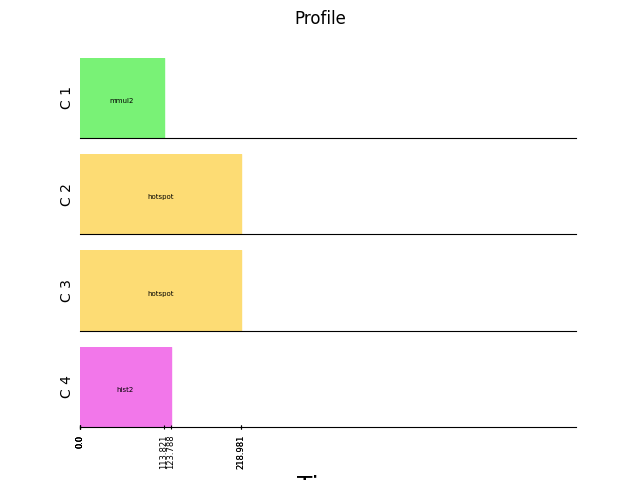 Profile
C 1
mmul2
C 2
hotspot
C 3
hotspot
C 4
hist2
0.0
113.821
123.788
218.981